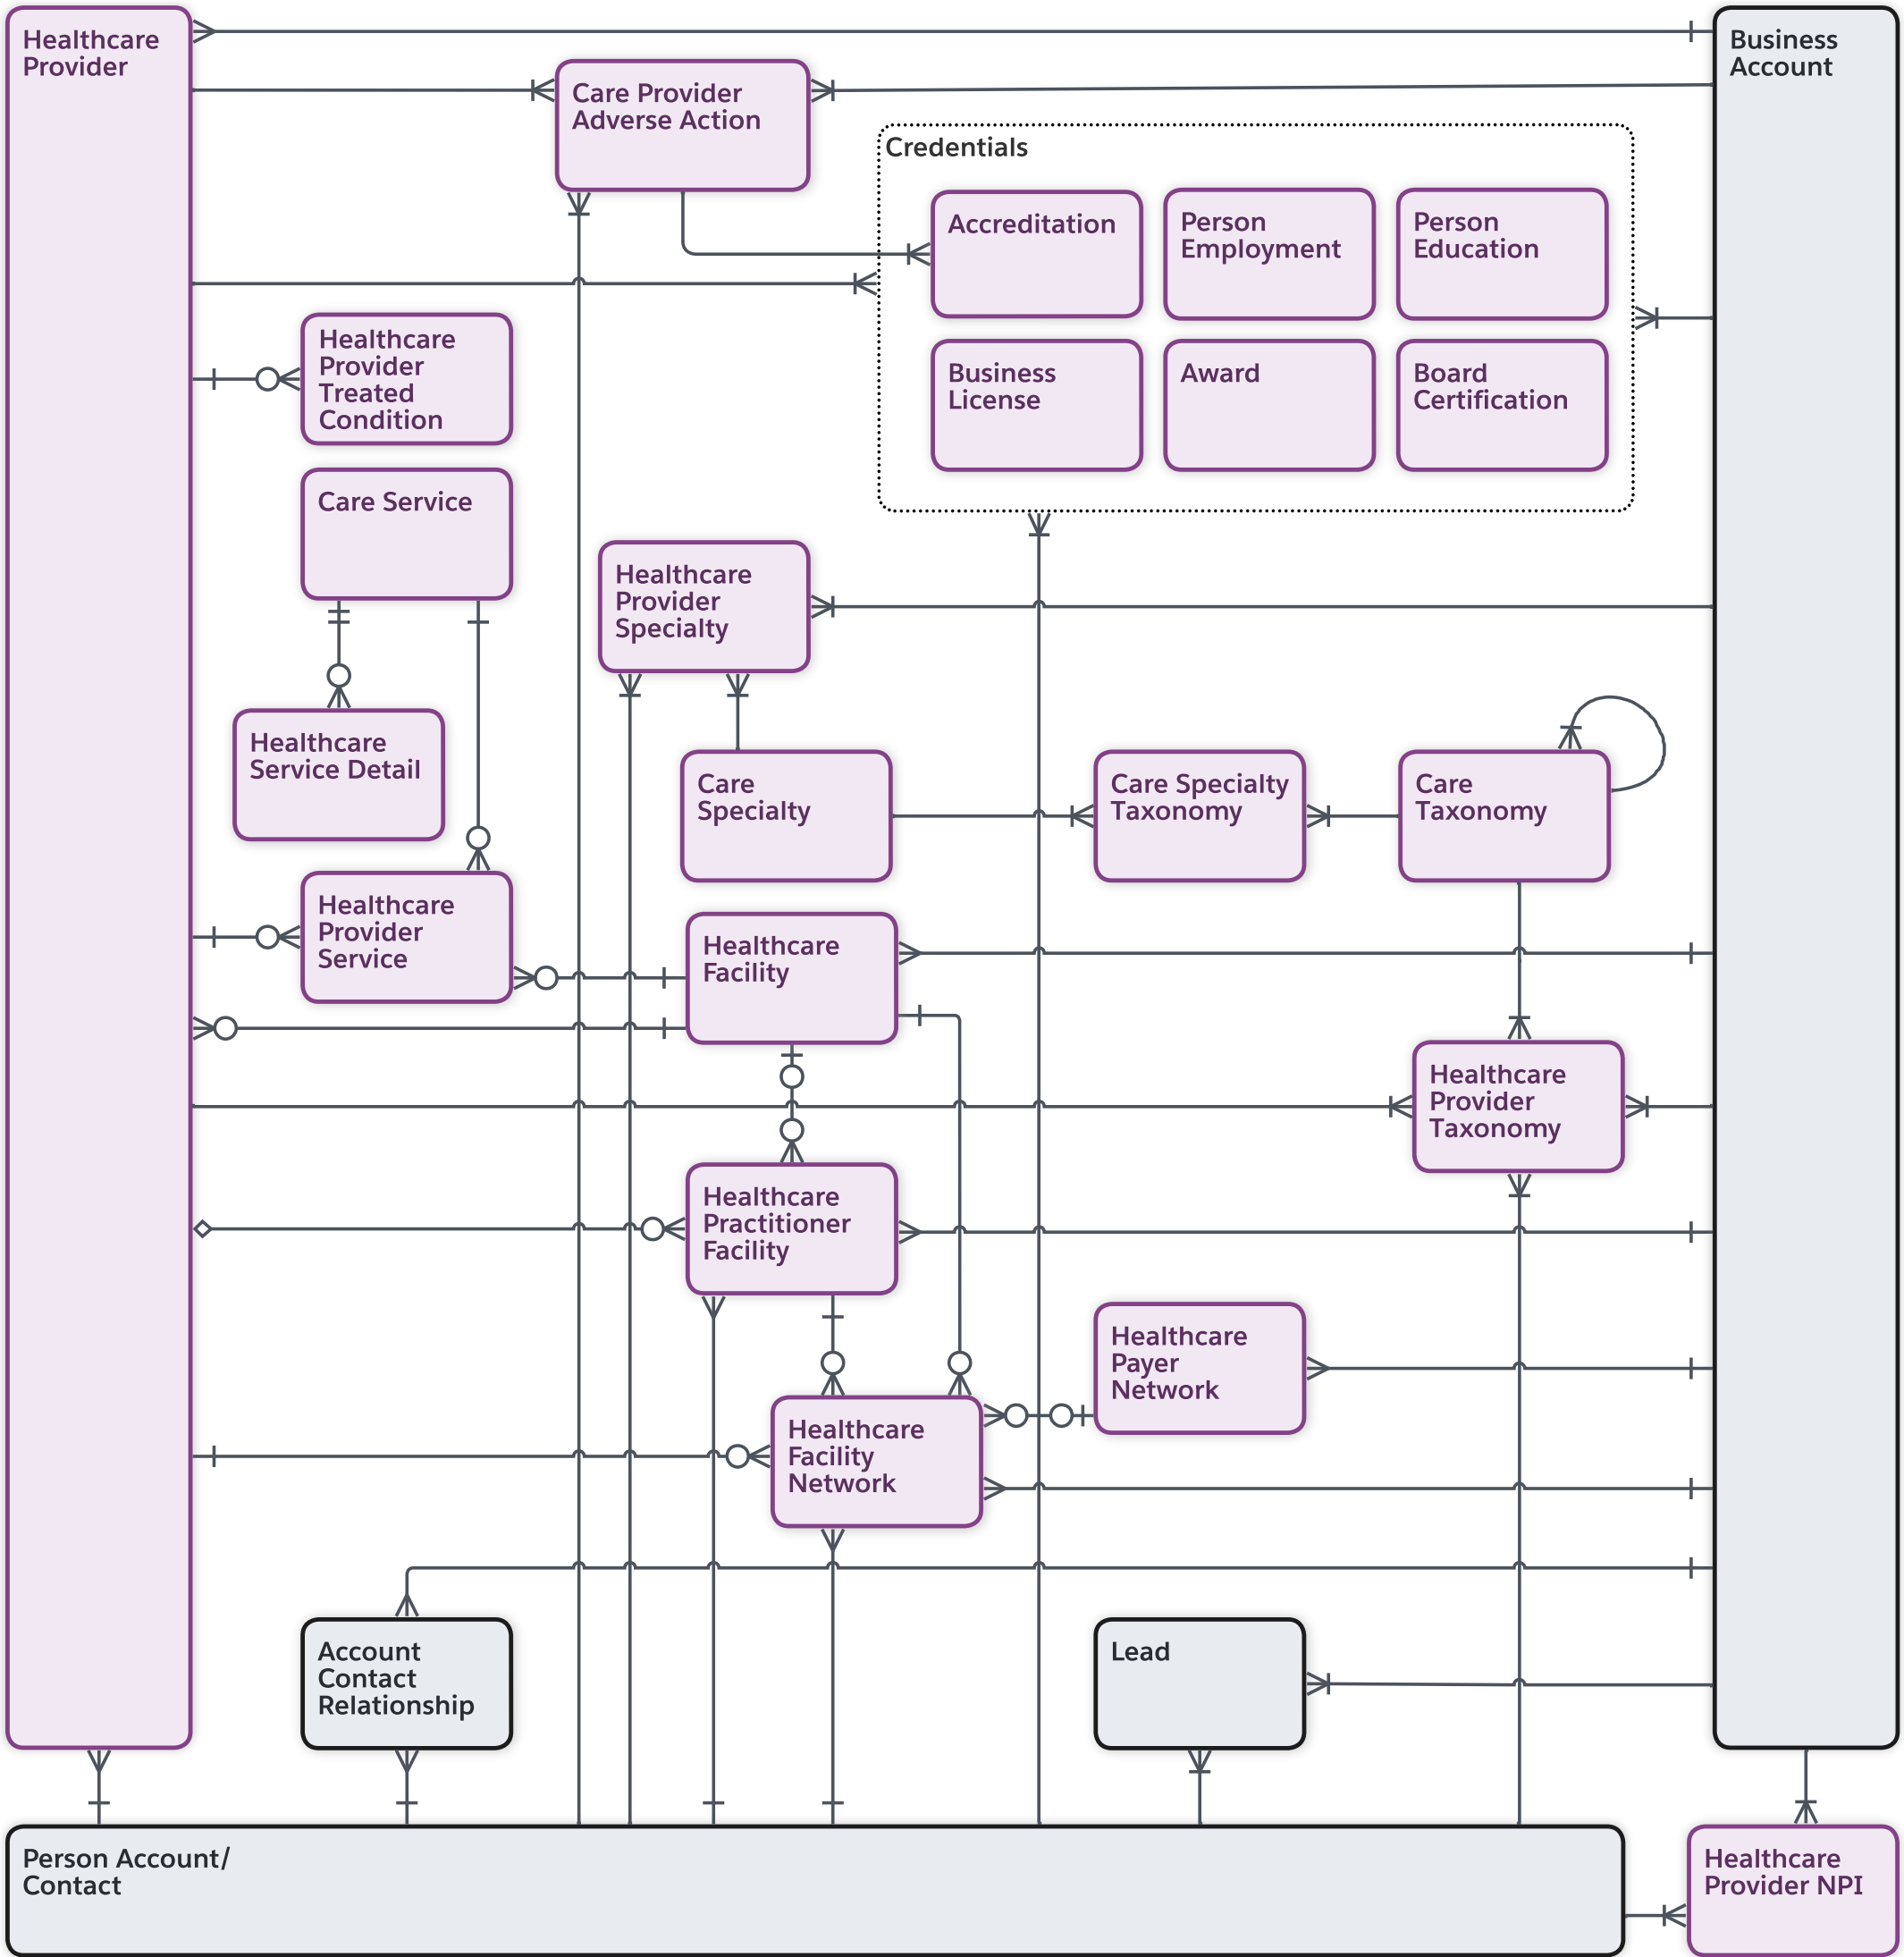 Healthcare
Provider
Business
Account
Care Provider
Adverse Action
Credentials
Accreditation
Person
Employment
Person
Education
Healthcare
Provider
Treated
Condition
Business
License
Award
Board
Certification
Care Service
Healthcare
Provider
Specialty
Healthcare
Service Detail
Care
Specialty
Care Specialty
Taxonomy
Care
Taxonomy
Healthcare
Provider
Service
Healthcare
Facility
Healthcare
Provider
Taxonomy
Healthcare
Practitioner
Facility
Healthcare
Payer
Network
Healthcare
Facility
Network
Account
Contact
Relationship
Lead
Person Account/
Contact
Healthcare
Provider NPI